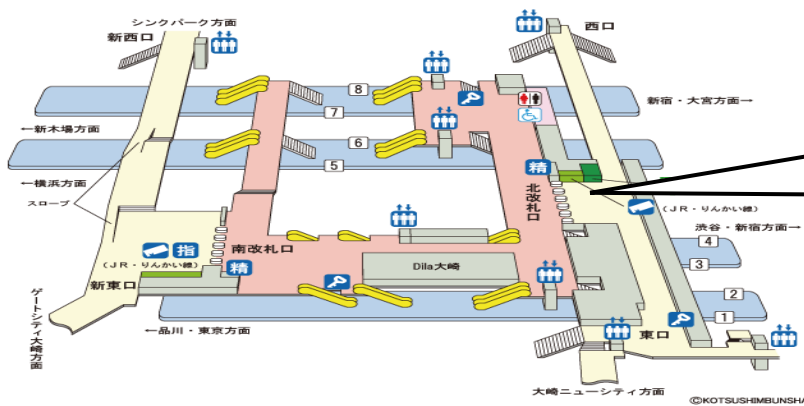 シンクパーク方面
新西口
西口
8
7
新宿・大宮方面→
←新木場方面
6
5
精
←横浜方面
スロープ
北改札口
(JR・りんかい線)
渋谷・新宿方面→
4
3
指
南改札口
(JR・りんかい線)
精
Dila大崎
新東口
2
1
ゲートシティ大崎方面
←品川・東京方面
東口
大崎ニューシティ方面
©KOTSUSHIMBUNSHA